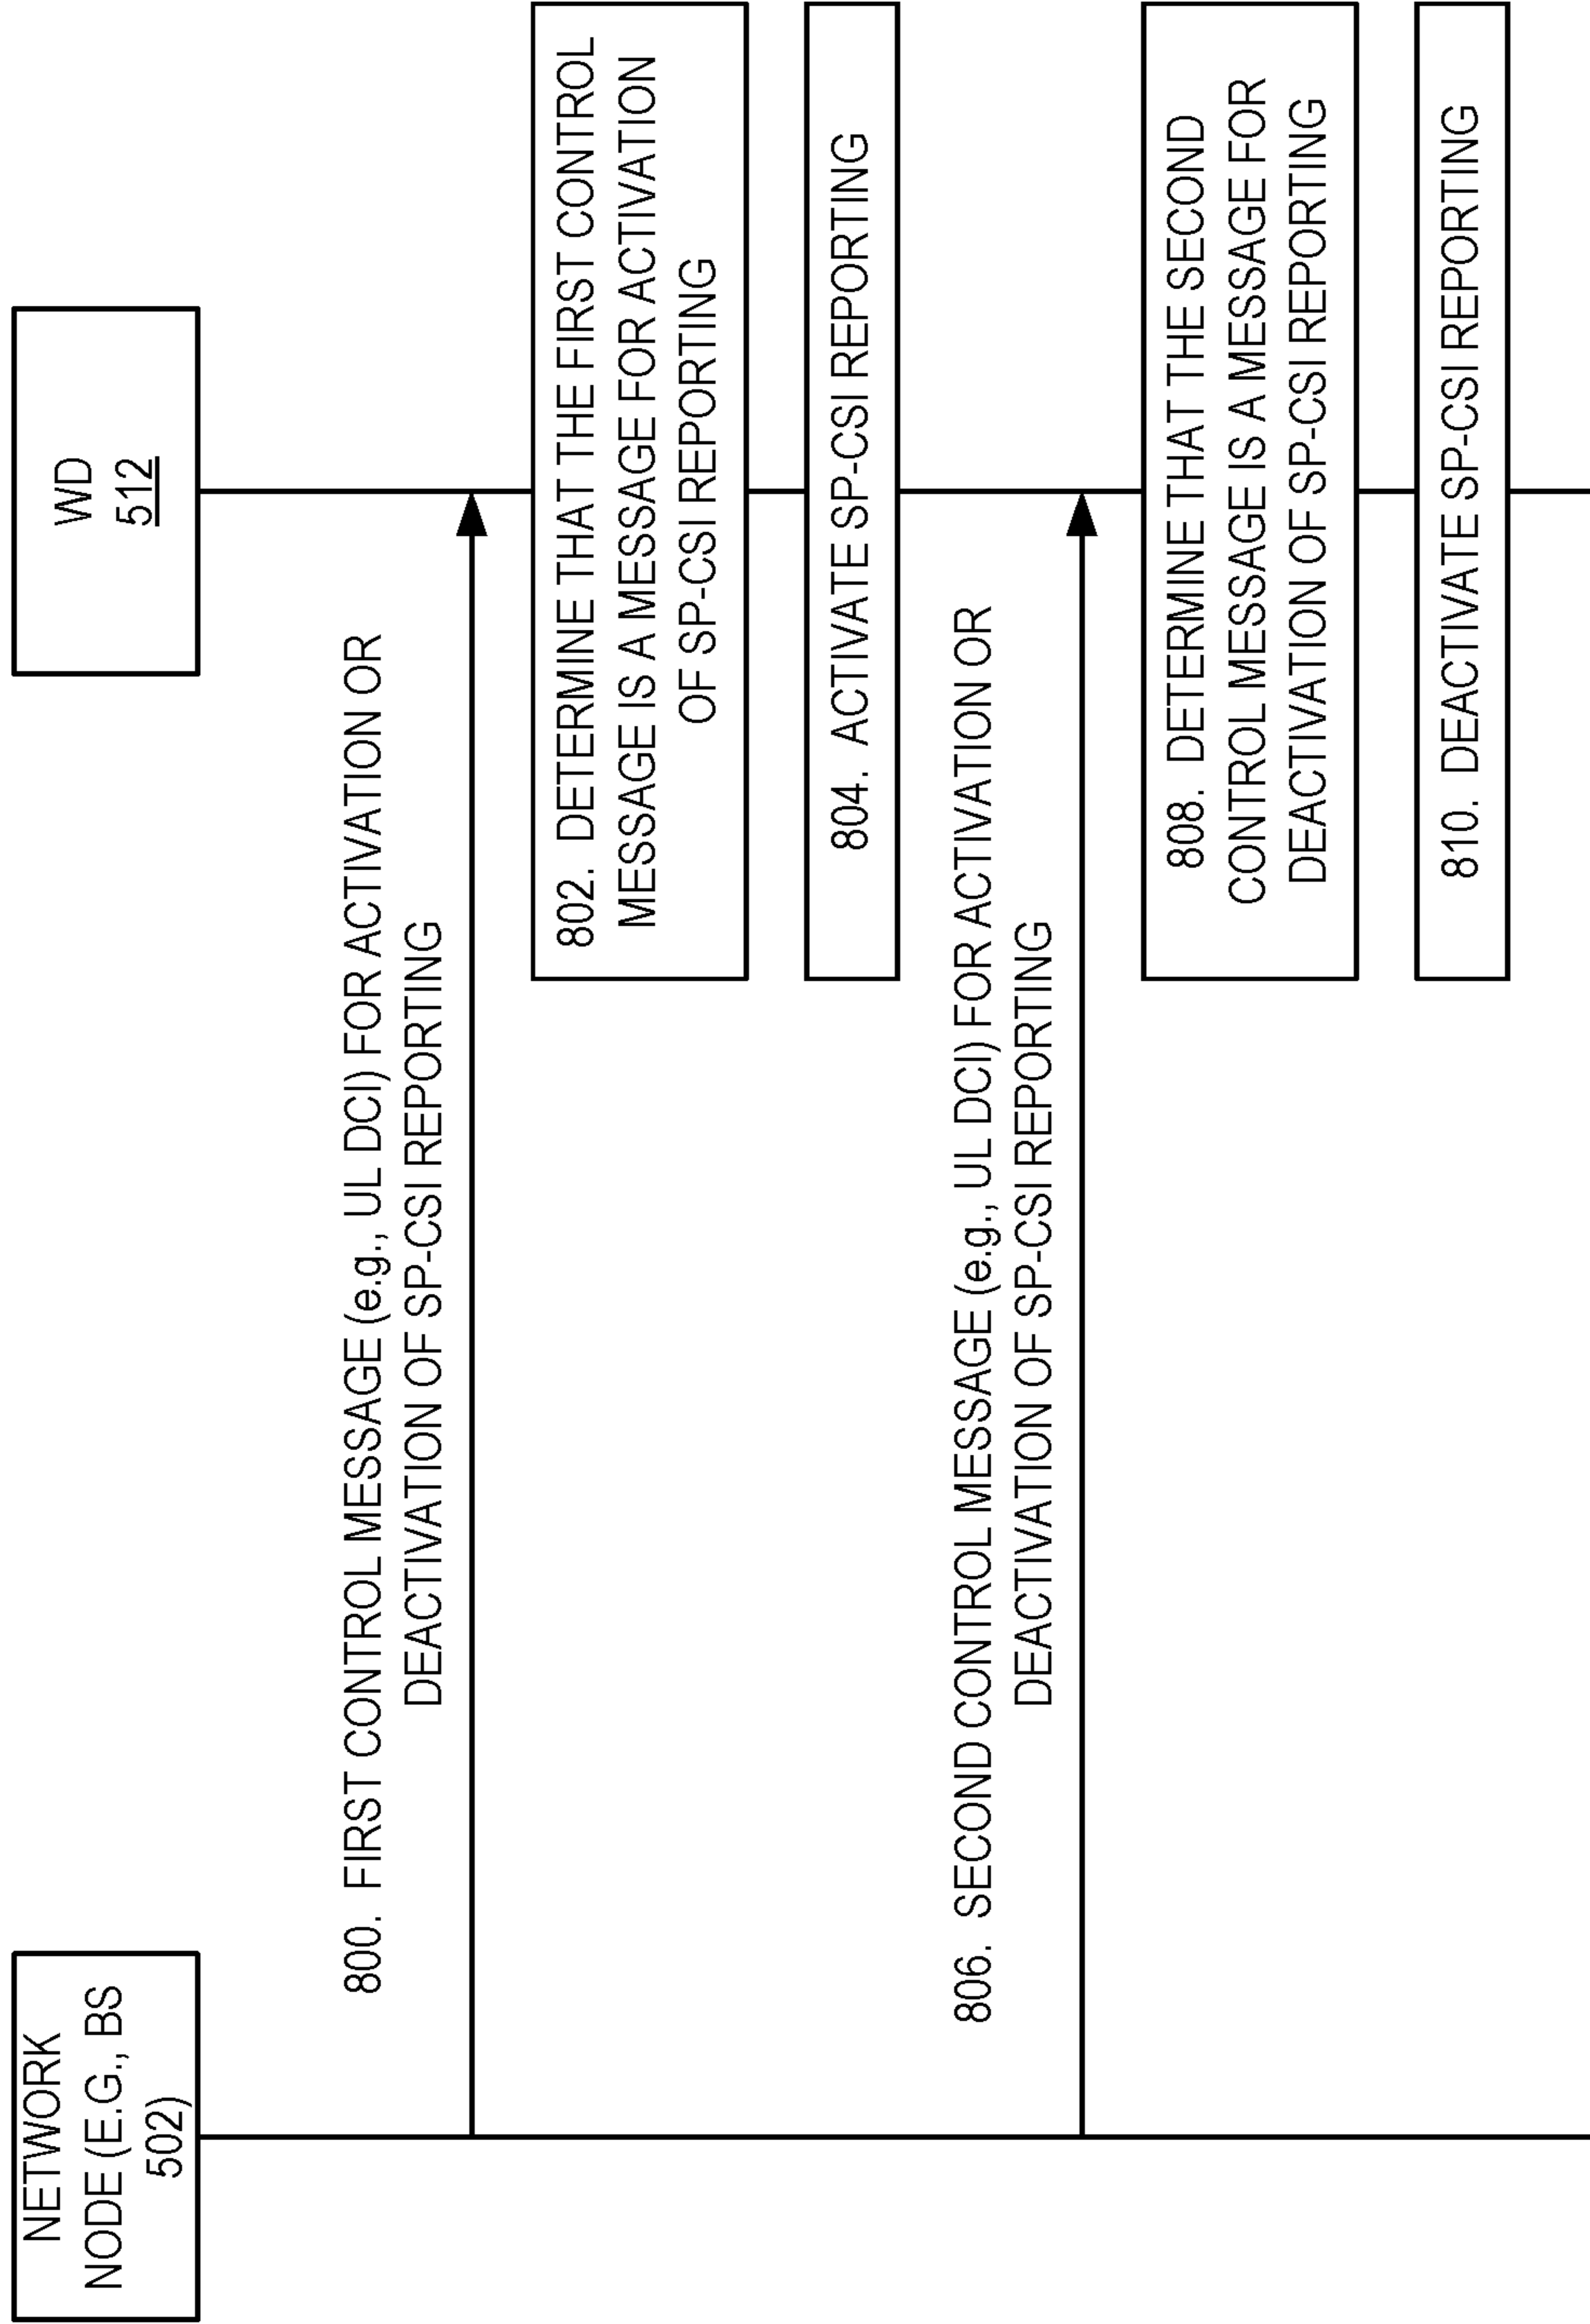 NETWORK
NODE (E.G., BS
502)
WD
512
800. FIRST CONTROL MESSAGE (e.g., UL DCI) FOR ACTIVATION OR
DEACTIVATION OF SP-CSI REPORTING
802. DETERMINE THAT THE FIRST CONTROL
MESSAGE IS A MESSAGE FOR ACTIVATION
OF SP-CSI REPORTING
804. ACTIVATE SP-CSI REPORTING
806. SECOND CONTROL MESSAGE (e.g., UL DCI) FOR ACTIVATION OR
DEACTIVATION OF SP-CSI REPORTING
808. DETERMINE THAT THE SECOND
CONTROL MESSAGE IS A MESSAGE FOR
DEACTIVATION OF SP-CSI REPORTING
810. DEACTIVATE SP-CSI REPORTING